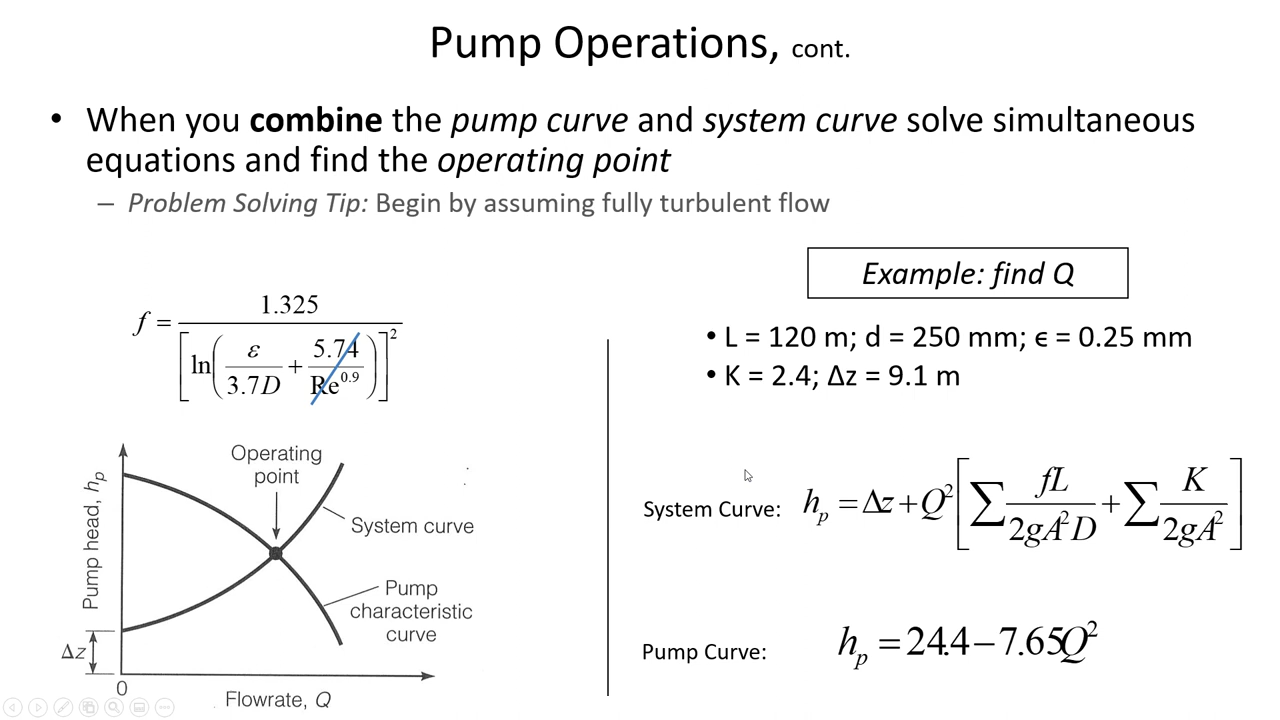 Pump Operations, cont.
• When you combine the pump curve and system curve solve simultaneous
equations and find the operating point
– Problem Solving Tip: Begin by assuming fully turbulent flow
Example: find Q
f = 1.325 / [ln(ε/3.7D + 5.74/Re^0.9)]^2
• L = 120 m; d = 250 mm; ϵ = 0.25 mm
• K = 2.4; Δz = 9.1 m
Operating
point
System curve
Pump
characteristic
curve
Pump head, h_p
Δz
0
Flowrate, Q
System Curve: h_p = Δz + Q^2 [∑ fL/2gA^2D + ∑ K/2gA^2]
Pump Curve: h_p = 24.4 − 7.65Q^2